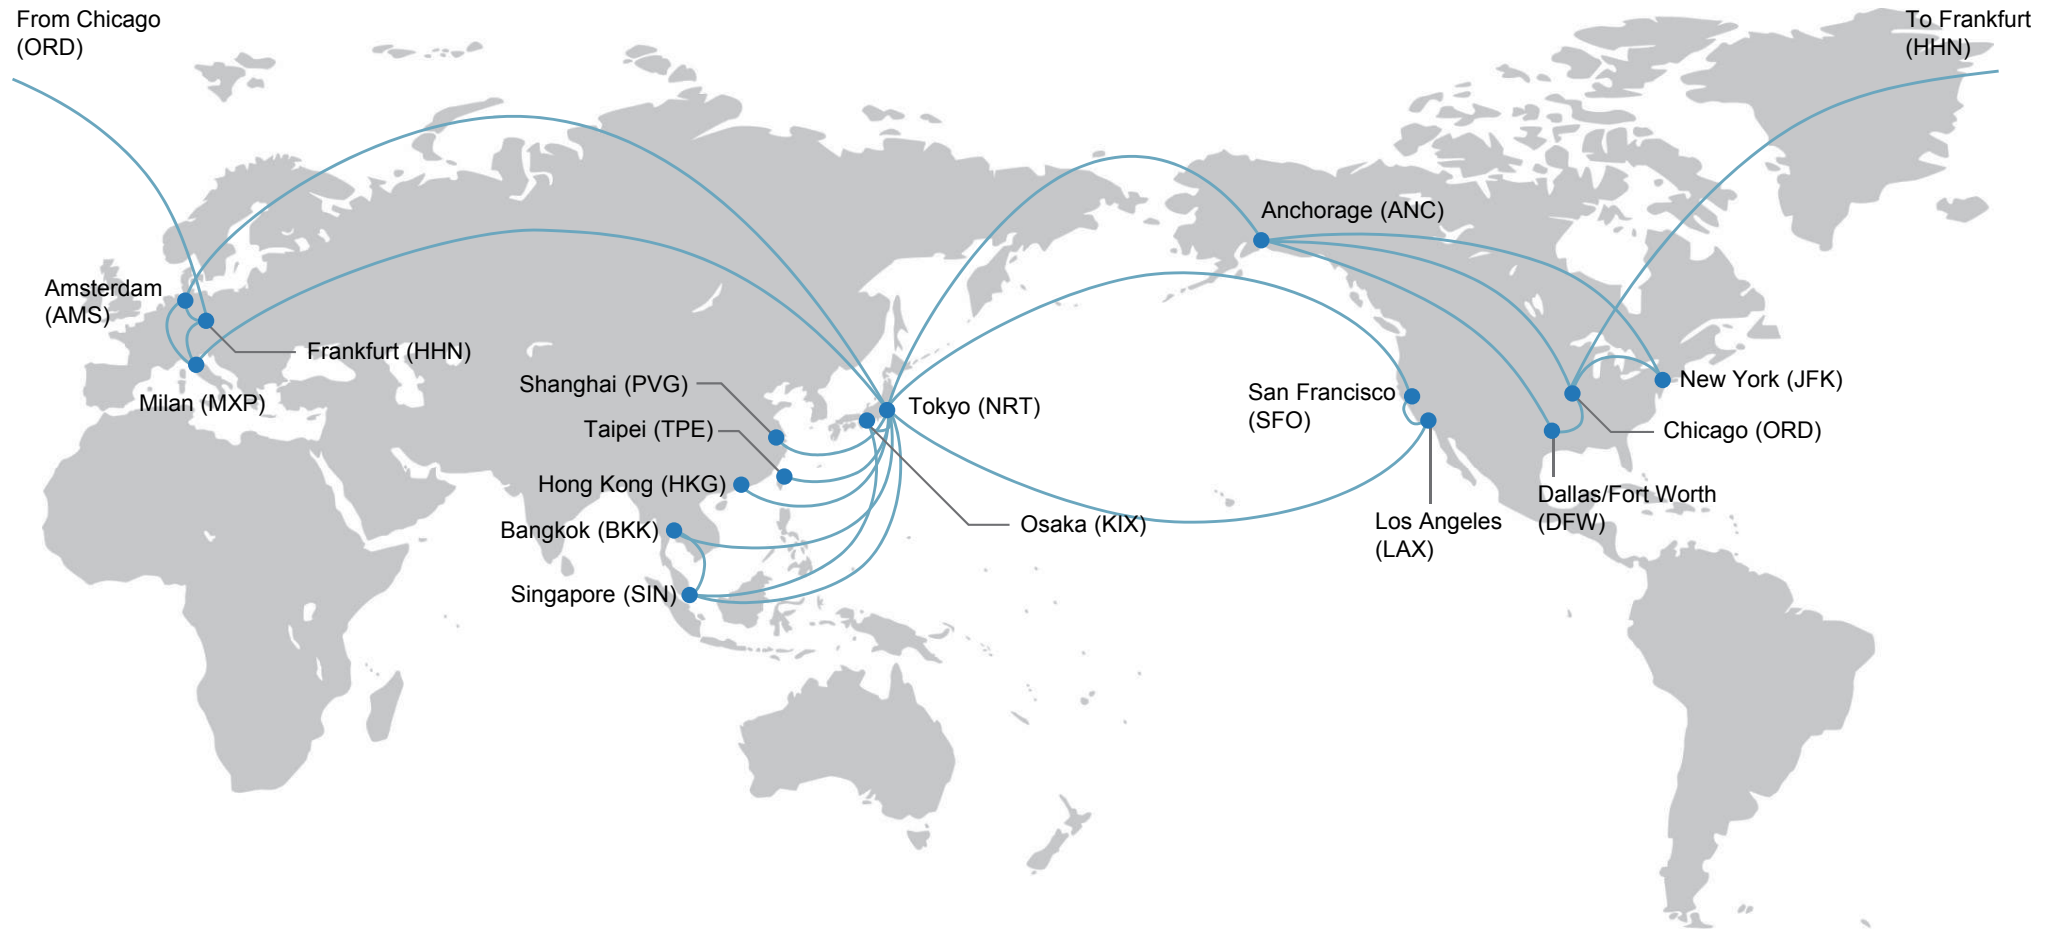 From Chicago
(ORD)
To Frankfurt
(HHN)
Anchorage (ANC)
Amsterdam
(AMS)
Frankfurt (HHN)
Milan (MXP)
Shanghai (PVG)
Taipei (TPE)
Hong Kong (HKG)
Bangkok (BKK)
Singapore (SIN)
Tokyo (NRT)
Osaka (KIX)
San Francisco
(SFO)
Los Angeles
(LAX)
New York (JFK)
Chicago (ORD)
Dallas/Fort Worth
(DFW)